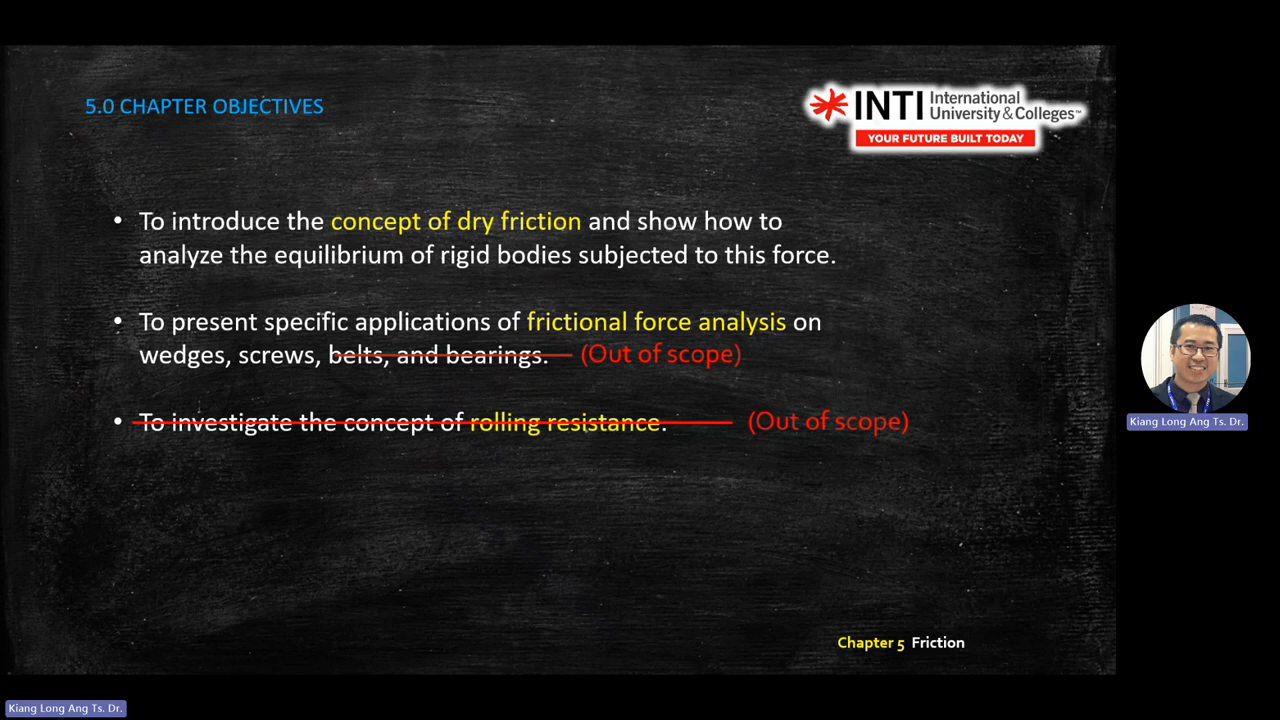 5.0 CHAPTER OBJECTIVES
INTI International
University & Colleges™
YOUR FUTURE BUILT TODAY
• To introduce the concept of dry friction and show how to
analyze the equilibrium of rigid bodies subjected to this force.
• To present specific applications of frictional force analysis on
wedges, screws, belts, and bearings. (Out of scope)
• To investigate the concept of rolling resistance. (Out of scope)
Kiang Long Ang Ts. Dr.
Chapter 5 Friction
Kiang Long Ang Ts. Dr.